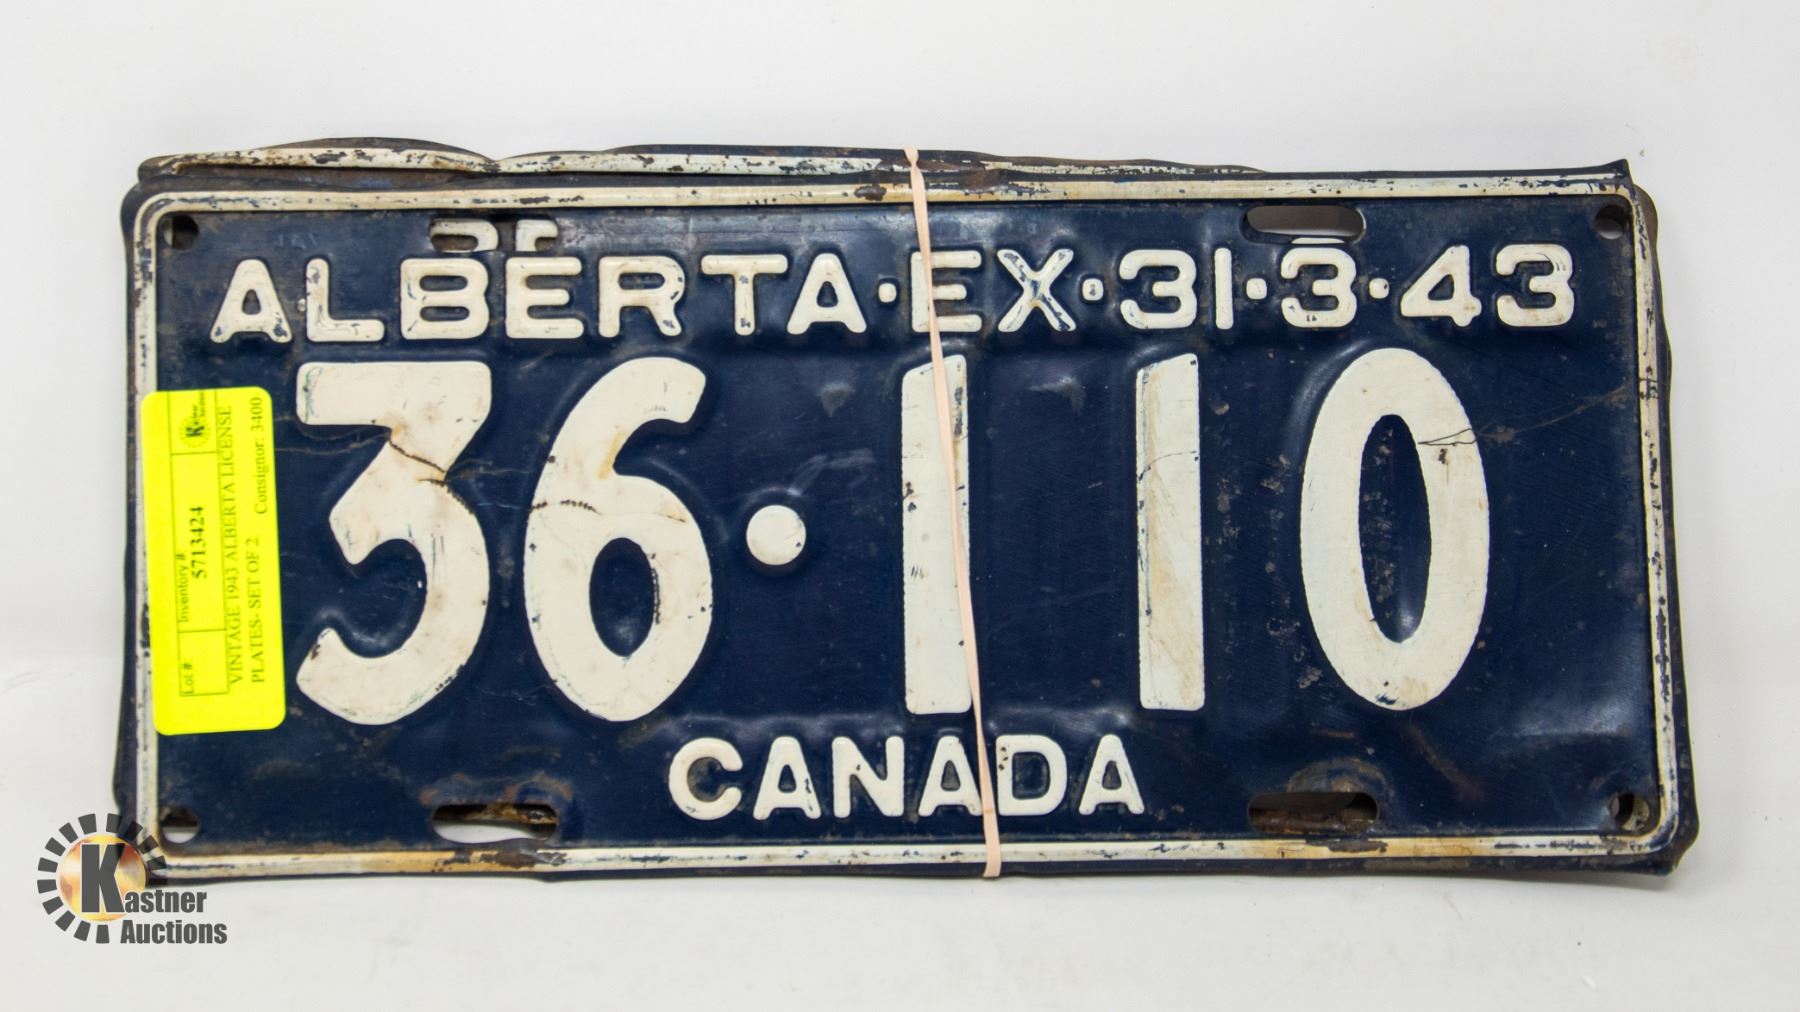 ALBERTA·EX·31·3·43
36·110
CANADA
Lot #
Inventory #
5713424
VINTAGE 1943 ALBERTA LICENSE
PLATES- SET OF 2
Consignor: 3400
Kastner
Auctions